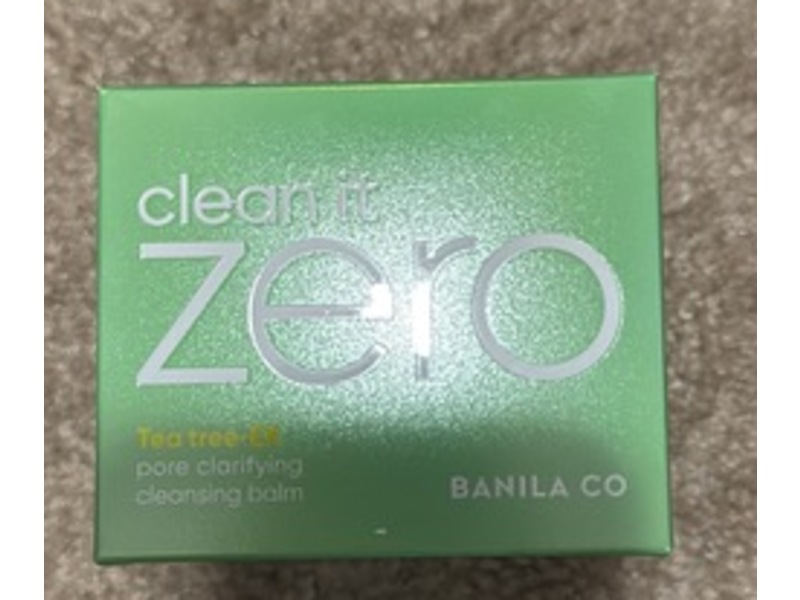 clean it
zero
Tea tree-EX
pore clarifying
cleansing balm
BANILA CO